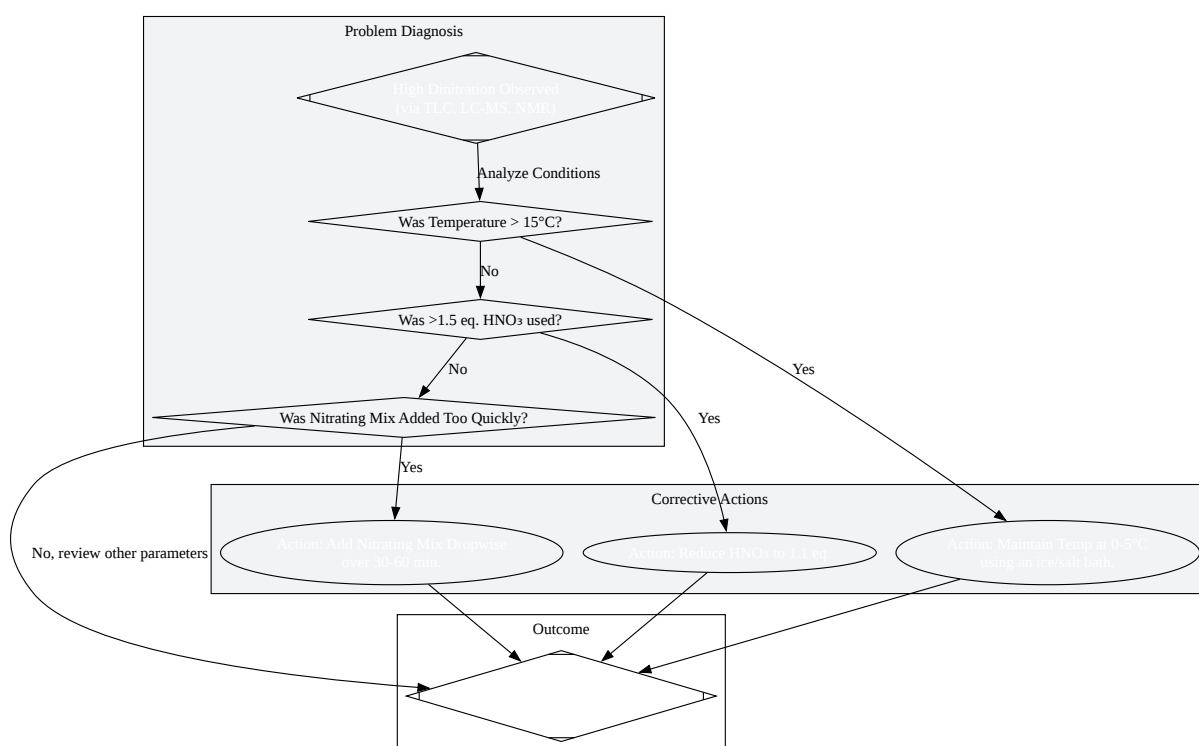 Problem Diagnosis
High Dinitration Observed
(via TLC, LC-MS, NMR)
Analyze Conditions
Was Temperature > 15°C?
No
Was >1.5 eq. HNO₃ used?
Yes
No
Yes
Was Nitrating Mix Added Too Quickly?
Yes
Corrective Actions
No, review other parameters
Action: Add Nitrating Mix Dropwise
over 30-60 min.
Action: Reduce HNO₃ to 1.1 eq.
Action: Maintain Temp at 0-5°C
using an ice/salt bath.
Outcome